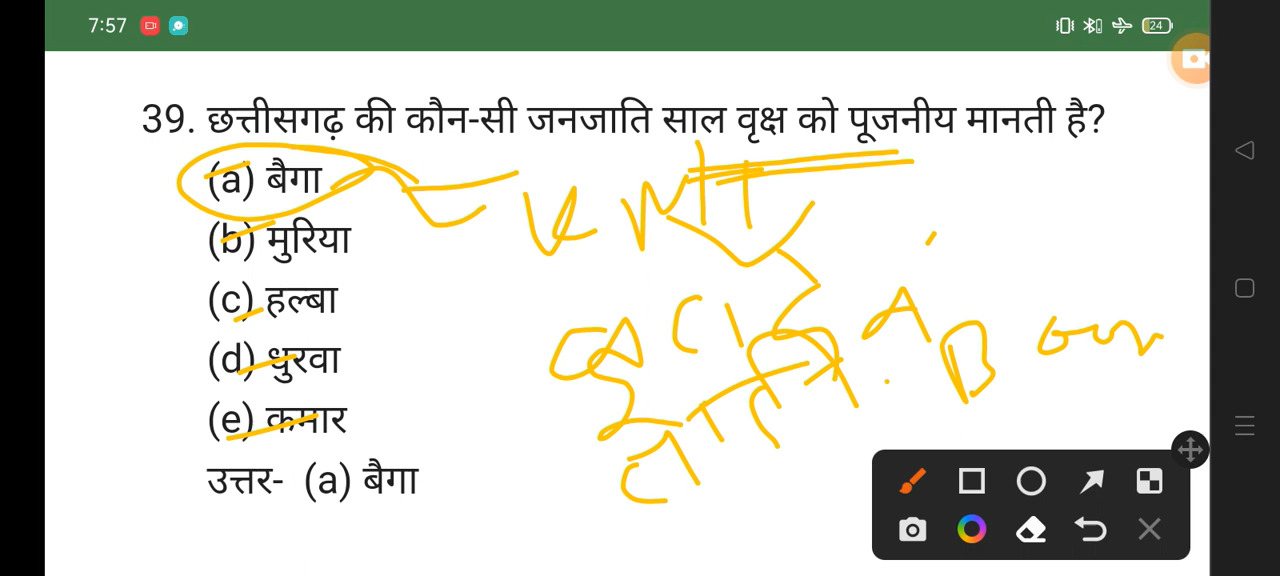 7:57
24
39. छत्तीसगढ़ की कौन-सी जनजाति साल वृक्ष को पूजनीय मानती है?
(a) बैगा
(b) मुरिया
(c) हल्बा
(d) धुरवा
(e) कमार
उत्तर- (a) बैगा